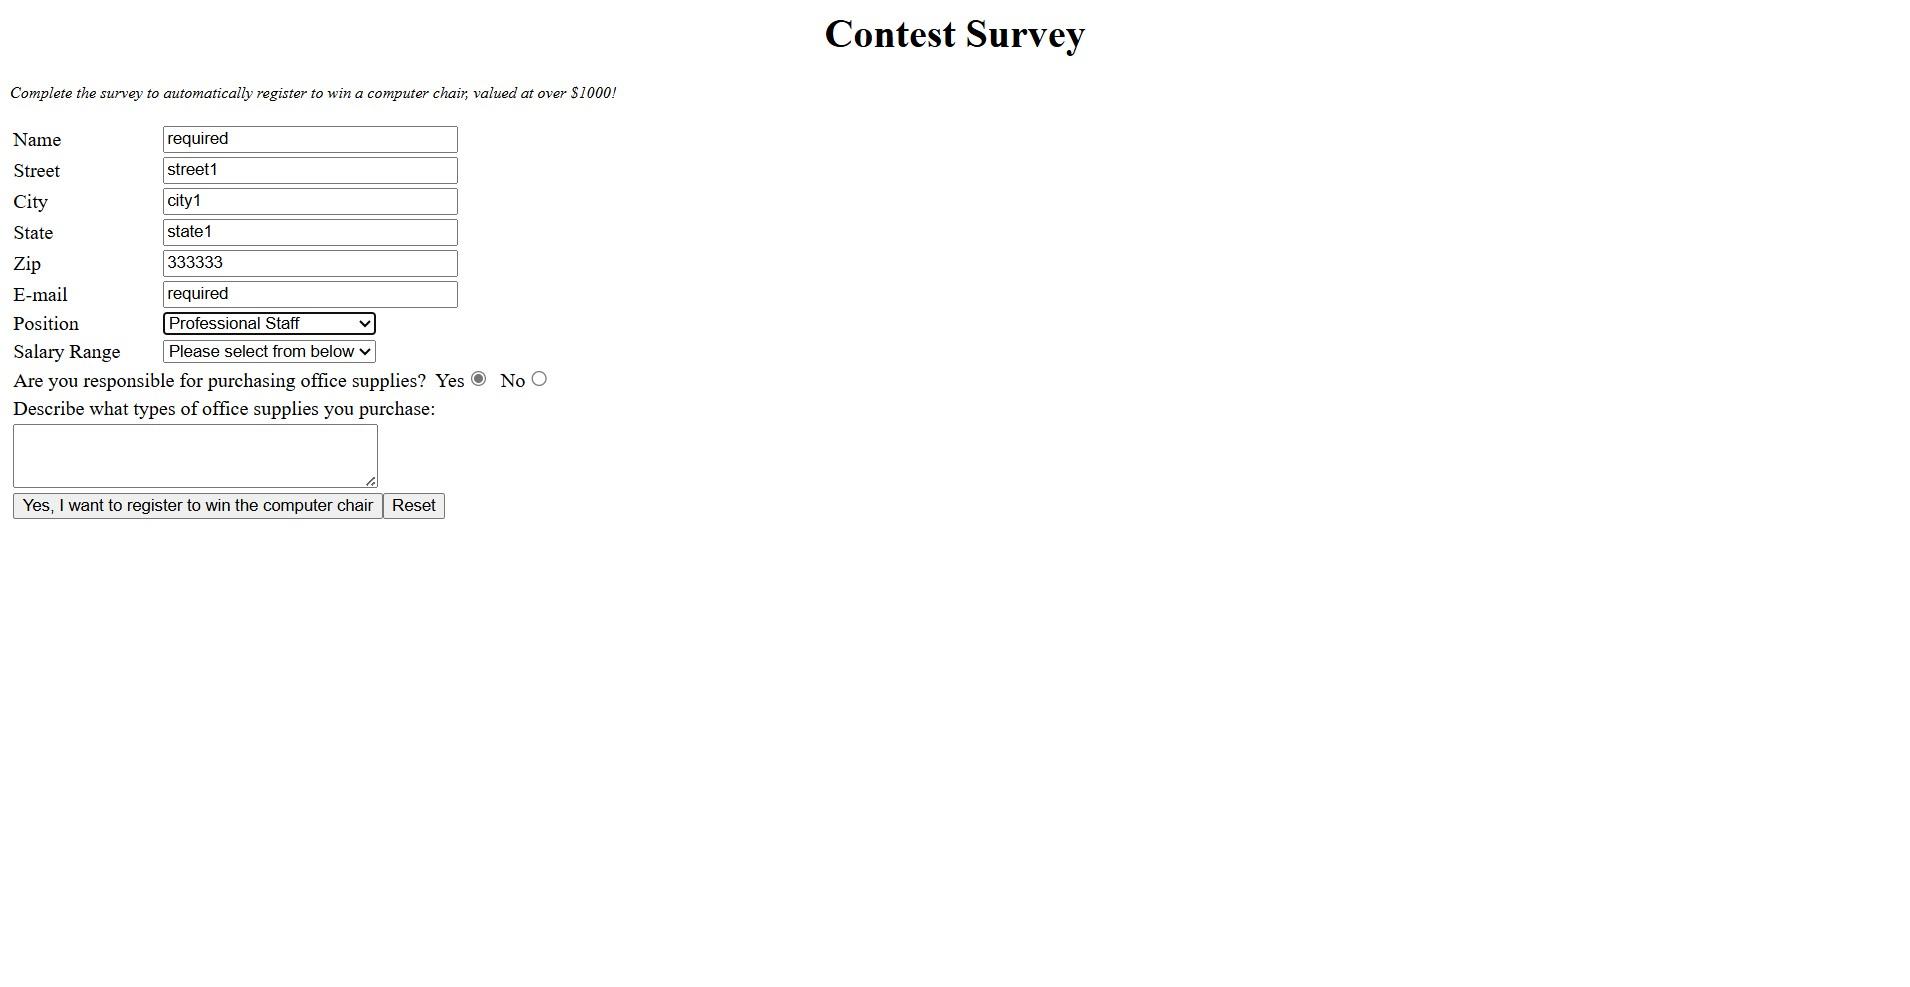 Contest Survey
Complete the survey to automatically register to win a computer chair, valued at over $1000!
Name required
Street street1
City city1
State state1
Zip 333333
E-mail required
Position Professional Staff
Salary Range Please select from below
Are you responsible for purchasing office supplies? Yes No
Describe what types of office supplies you purchase:
Yes, I want to register to win the computer chair Reset